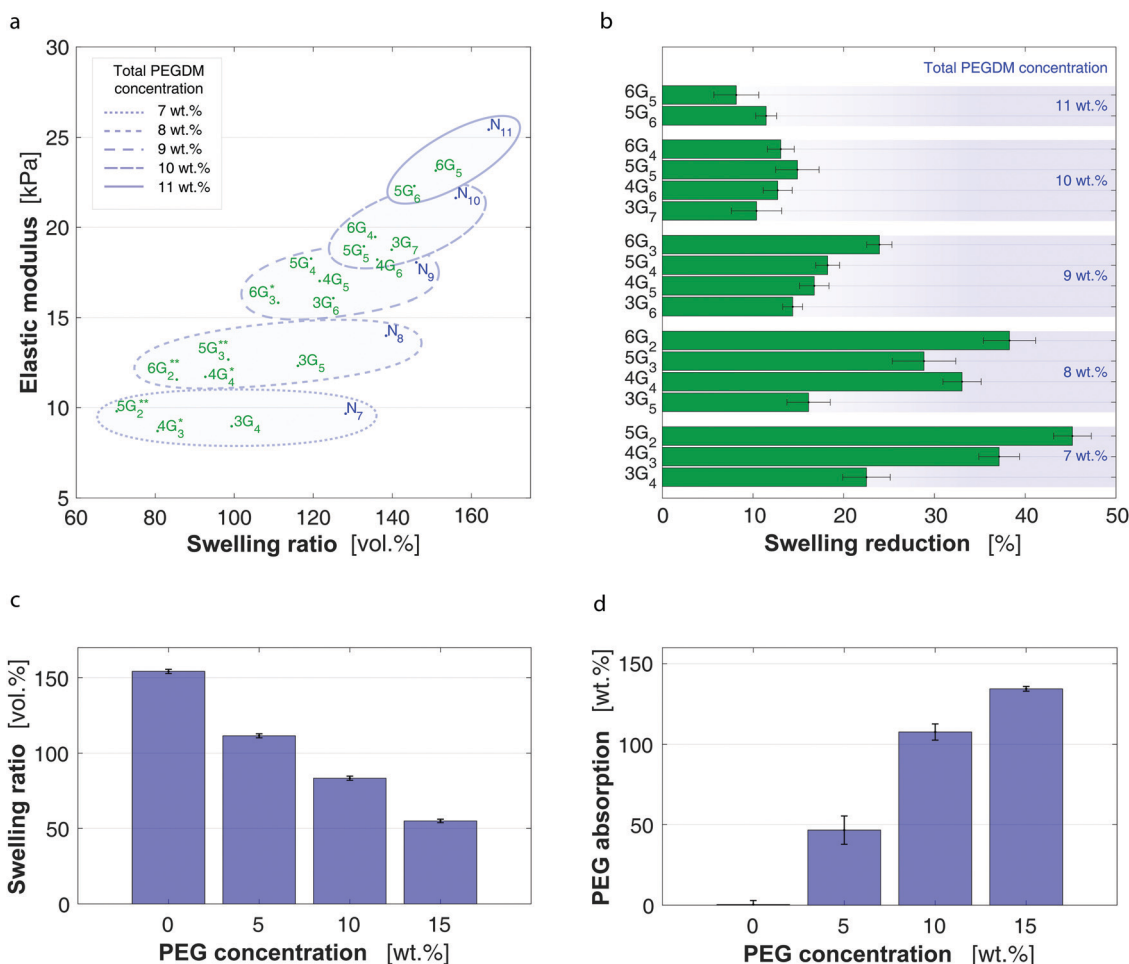 a
30
25
20
15
10
5
Elastic modulus [kPa]
Total PEGDM
concentration
7 wt.%
8 wt.%
9 wt.%
10 wt.%
11 wt.%
N11
6G5
5G6
N10
6G4
5G5
3G7
4G6
N9
5G4
4G5
6G3*
3G6
N8
5G3**
6G2**
4G4*
3G5
5G2**
4G3*
3G4
N7
60 80 100 120 140 160
Swelling ratio [vol.%]
b
Total PEGDM concentration
6G5
5G6
11 wt.%
6G4
5G5
4G6
3G7
10 wt.%
6G3
5G4
4G5
3G6
9 wt.%
6G2
5G3
4G4
3G5
8 wt.%
5G2
4G3
3G4
7 wt.%
0 10 20 30 40 50
Swelling reduction [%]
c
Swelling ratio [vol.%]
150
100
50
0
0 5 10 15
PEG concentration [wt.%]
d
PEG absorption [wt.%]
150
100
50
0
0 5 10 15
PEG concentration [wt.%]